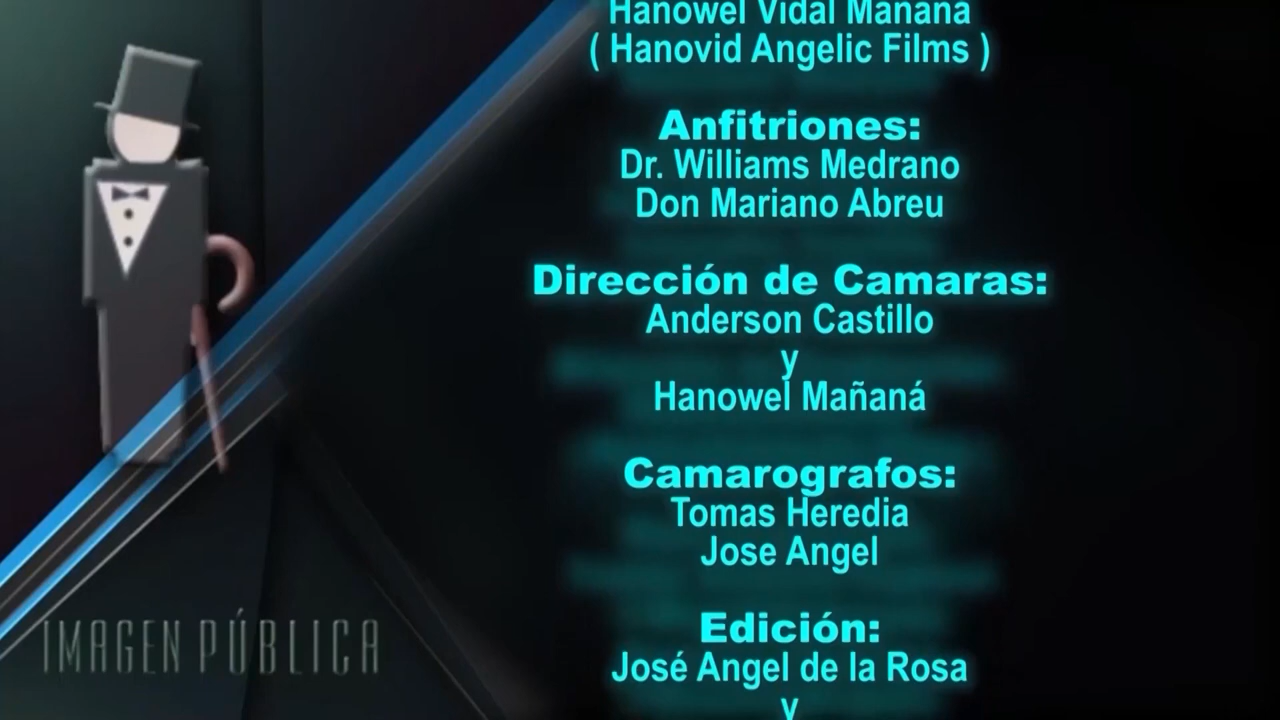 Hanowel Vidal Mañana
( Hanovid Angelic Films )
Anfitriones:
Dr. Williams Medrano
Don Mariano Abreu
Dirección de Camaras:
Anderson Castillo
y
Hanowel Mañaná
Camarografos:
Tomas Heredia
Jose Angel
Edición:
José Angel de la Rosa
y
IMAGEN PÚBLICA